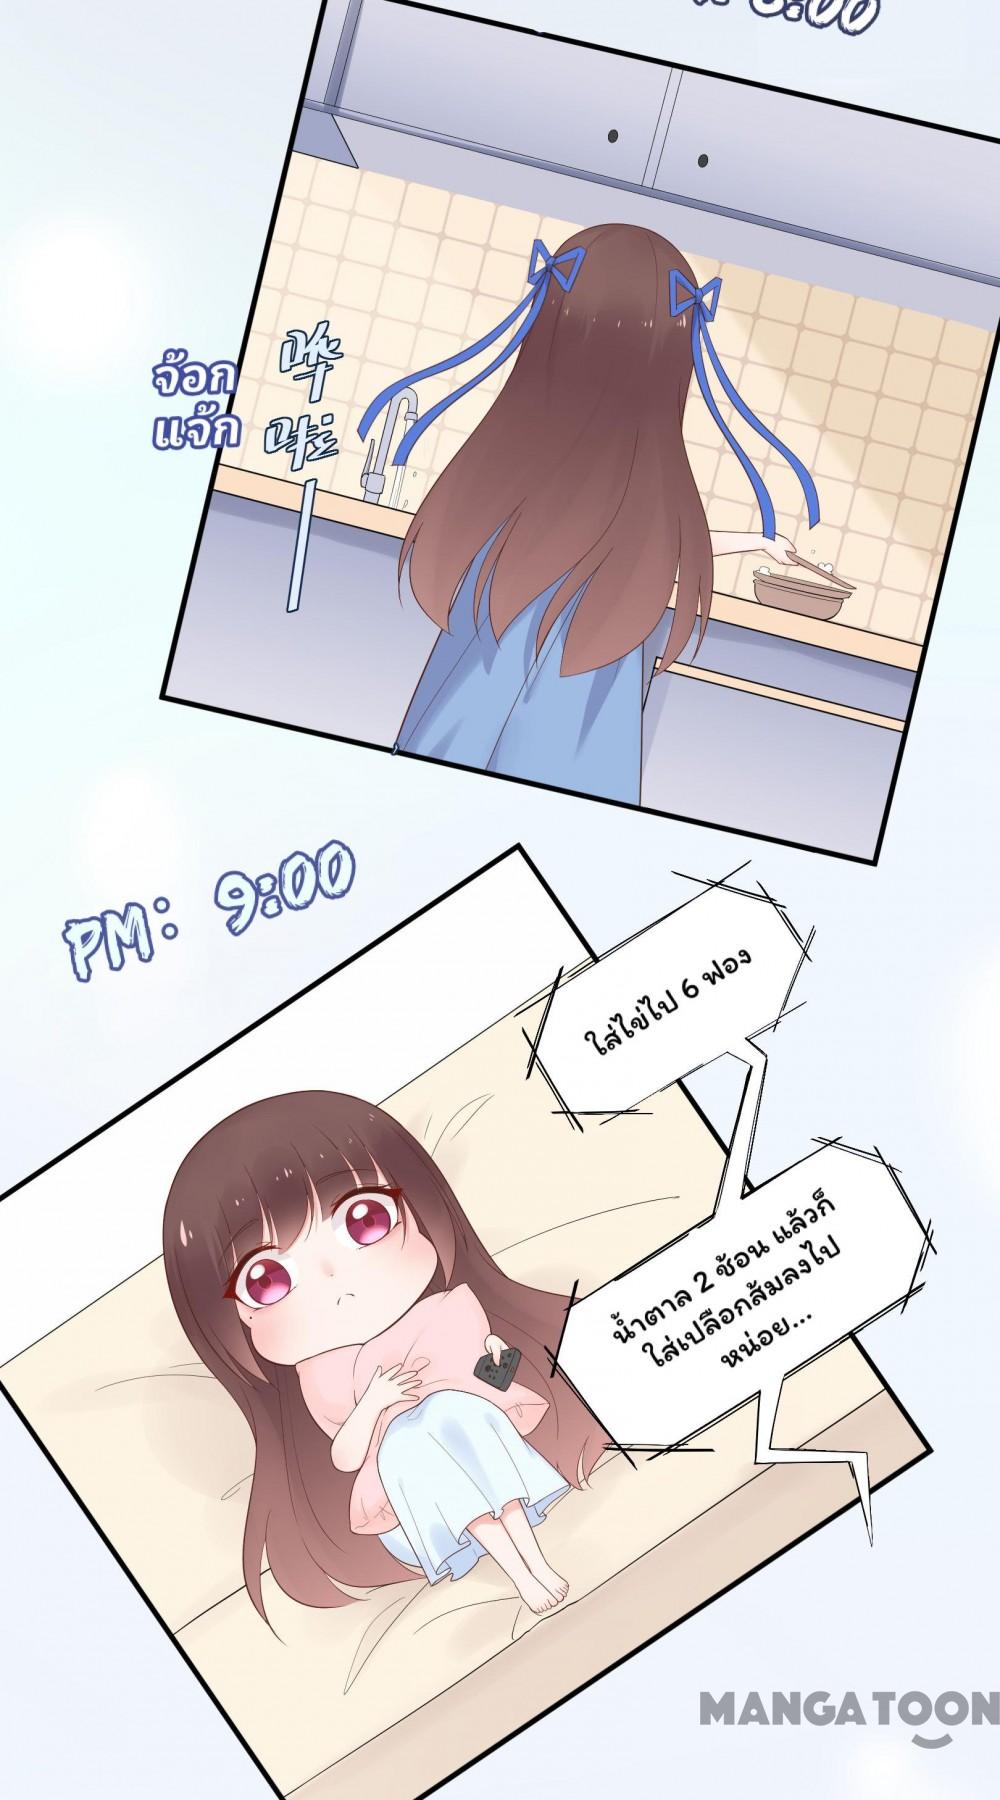 8:00
จ้อก
แจ้ก
哗
啦
PM: 9:00
ใส่ไข่ไป 6 ฟอง
น้ำตาล 2 ช้อน แล้วก็
ใส่เปลือกส้มลงไป
หน่อย...
MANGATOON